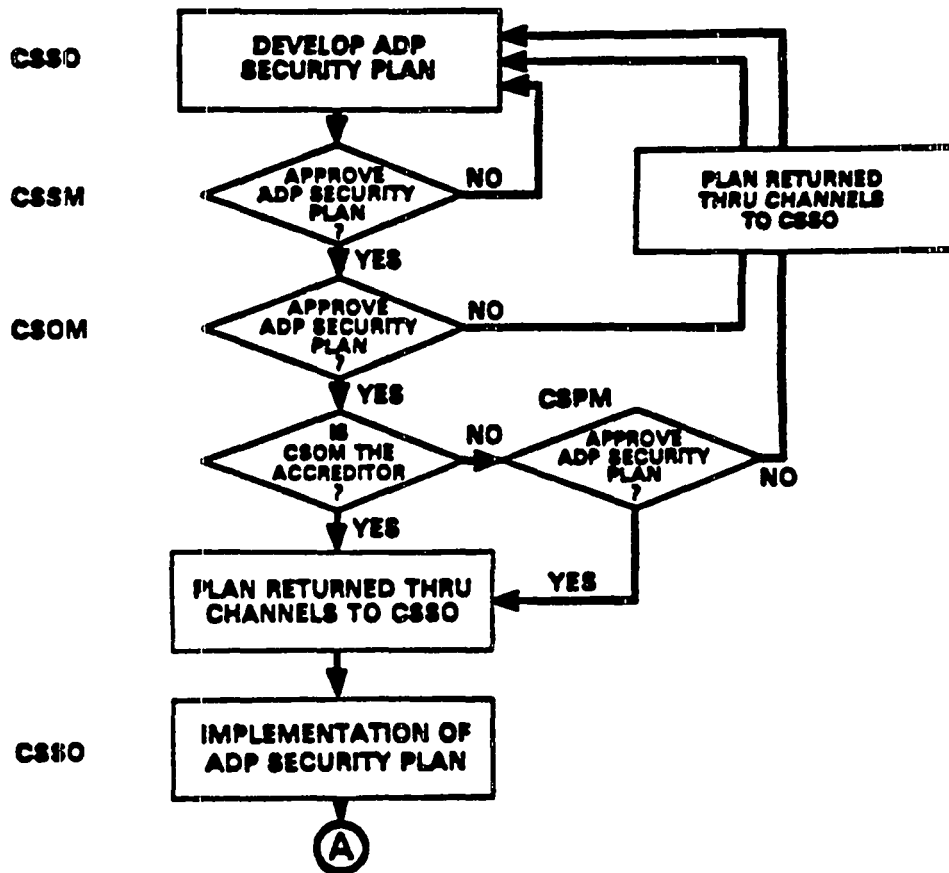 CSSO
DEVELOP ADP
SECURITY PLAN
CSSM
APPROVE
ADP SECURITY
PLAN
?
NO
YES
PLAN RETURNED
THRU CHANNELS
TO CSSO
CSOM
APPROVE
ADP SECURITY
PLAN
?
NO
YES
IS
CSOM THE
ACCREDITOR
?
NO
YES
CSPM
APPROVE
ADP SECURITY
PLAN
?
NO
YES
PLAN RETURNED THRU
CHANNELS TO CSSO
CSSO
IMPLEMENTATION OF
ADP SECURITY PLAN
A